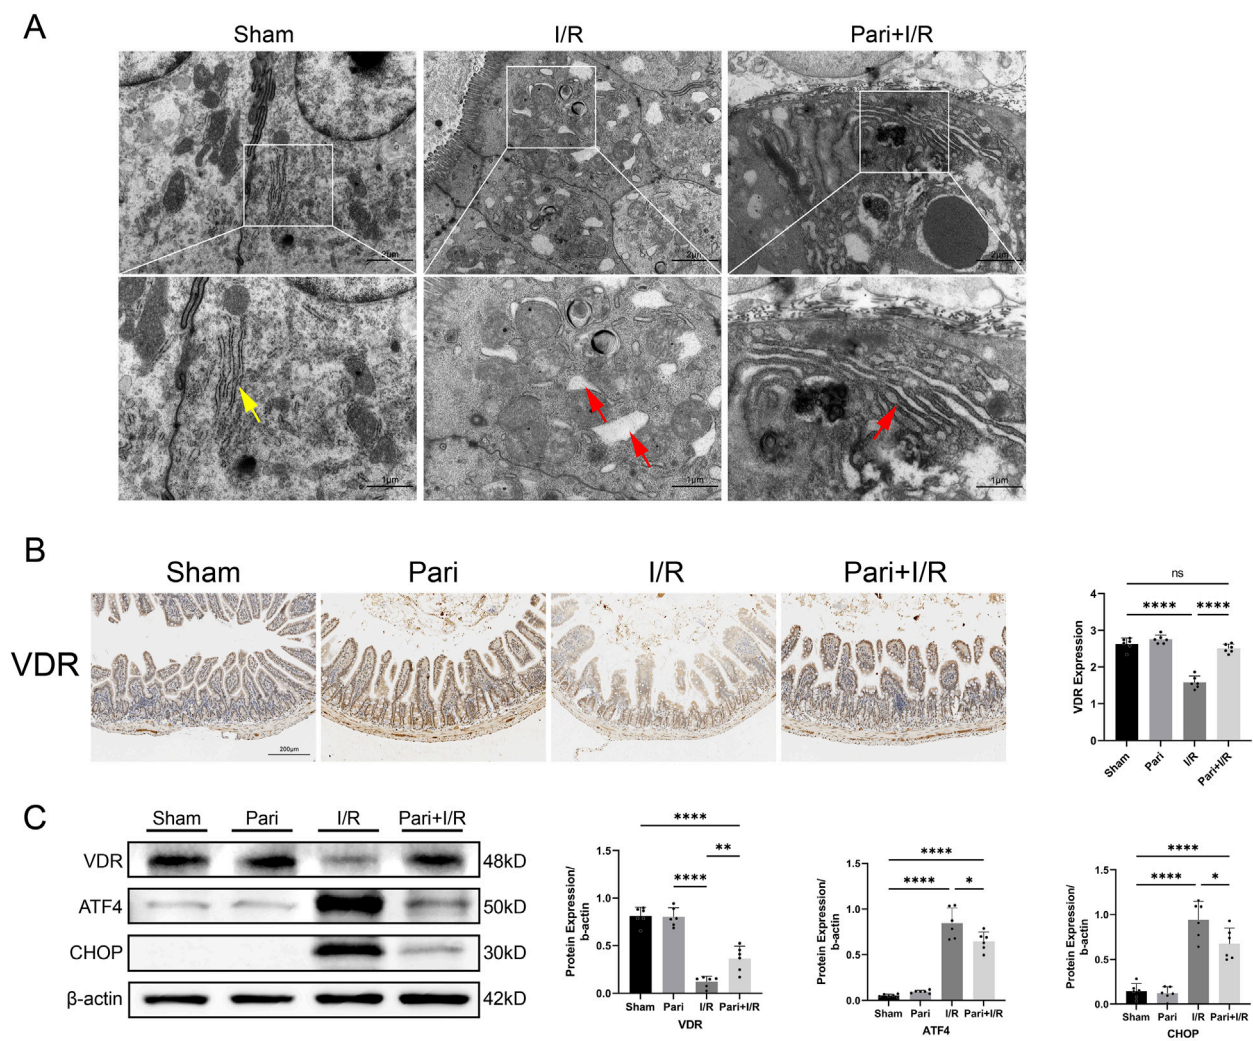 A
Sham
I/R
Pari+I/R
2μm
2μm
2μm
1μm
1μm
1μm
B
Sham
Pari
I/R
Pari+I/R
VDR
200μm
ns
**** ****
4
3
2
1
0
VDR Expression
Sham
Pari
I/R
Pari+I/R
C
Sham
Pari
I/R
Pari+I/R
VDR
48kD
ATF4
50kD
CHOP
30kD
β-actin
42kD
****
**
****
1.5
1.0
0.5
0.0
Protein Expression/
b-actin
Sham
Pari
I/R
Pari+I/R
VDR
****
**** *
1.5
1.0
0.5
0.0
Protein Expression/
b-actin
Sham
Pari
I/R
Pari+I/R
ATF4
****
**** *
1.5
1.0
0.5
0.0
Protein Expression/
b-actin
Sham
Pari
I/R
Pari+I/R
CHOP